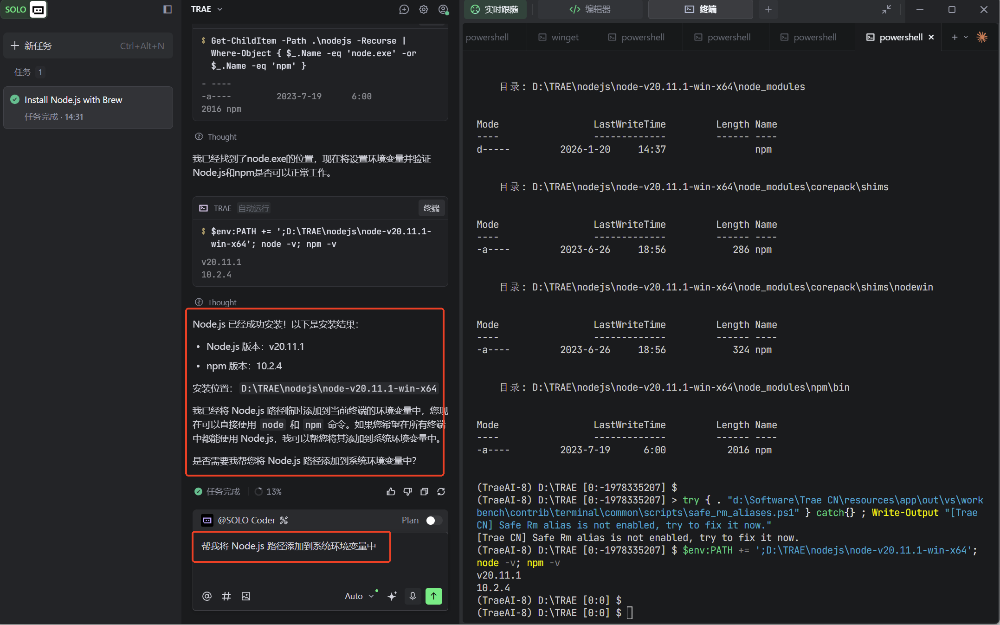 SOLO
新任务 Ctrl+Alt+N
任务 1
Install Node.js with Brew
任务完成 · 14:31
TRAE
$ Get-ChildItem -Path .\nodejs -Recurse |
Where-Object { $_.Name -eq 'node.exe' -or
$_.Name -eq 'npm' }
- ----
-a---- 2023-7-19 6:00
2016 npm
Thought
我已经找到了node.exe的位置，现在将设置环境变量并验证
Node.js和npm是否可以正常工作。
TRAE 自动运行 终端
$ $env:PATH += ';D:\TRAE\nodejs\node-v20.11.1-
win-x64'; node -v; npm -v
v20.11.1
10.2.4
Thought
Node.js 已经成功安装！以下是安装结果：
• Node.js 版本：v20.11.1
• npm 版本：10.2.4
安装位置： D:\TRAE\nodejs\node-v20.11.1-win-x64
我已经将 Node.js 路径临时添加到当前终端的环境变量中，您现
在可以直接使用 node 和 npm 命令。如果您希望在所有终端
中都能使用 Node.js，我可以帮您将其添加到系统环境变量中。
是否需要我帮您将 Node.js 路径添加到系统环境变量中？
任务完成 13%
@SOLO Coder Plan
帮我将 Node.js 路径添加到系统环境变量中
Auto
实时跟随 编辑器 终端
powershell winget powershell powershell powershell powershell
目录: D:\TRAE\nodejs\node-v20.11.1-win-x64\node_modules
Mode LastWriteTime Length Name
---- ------------- ------ ----
d----- 2026-1-20 14:37 npm
目录: D:\TRAE\nodejs\node-v20.11.1-win-x64\node_modules\corepack\shims
Mode LastWriteTime Length Name
---- ------------- ------ ----
-a---- 2023-6-26 18:56 286 npm
目录: D:\TRAE\nodejs\node-v20.11.1-win-x64\node_modules\corepack\shims\nodewin
Mode LastWriteTime Length Name
---- ------------- ------ ----
-a---- 2023-6-26 18:56 324 npm
目录: D:\TRAE\nodejs\node-v20.11.1-win-x64\node_modules\npm\bin
Mode LastWriteTime Length Name
---- ------------- ------ ----
-a---- 2023-7-19 6:00 2016 npm
(TraeAI-8) D:\TRAE [0:-1978335207] $
(TraeAI-8) D:\TRAE [0:-1978335207] > try { . "d:\Software\Trae CN\resources\app\out\vs\work
bench\contrib\terminal\common\scripts\safe_rm_aliases.ps1" } catch{} ; Write-Output "[Trae
CN] Safe Rm alias is not enabled, try to fix it now."
[Trae CN] Safe Rm alias is not enabled, try to fix it now.
(TraeAI-8) D:\TRAE [0:-1978335207] $ $env:PATH += ';D:\TRAE\nodejs\node-v20.11.1-win-x64';
node -v; npm -v
v20.11.1
10.2.4
(TraeAI-8) D:\TRAE [0:0] $
(TraeAI-8) D:\TRAE [0:0] $